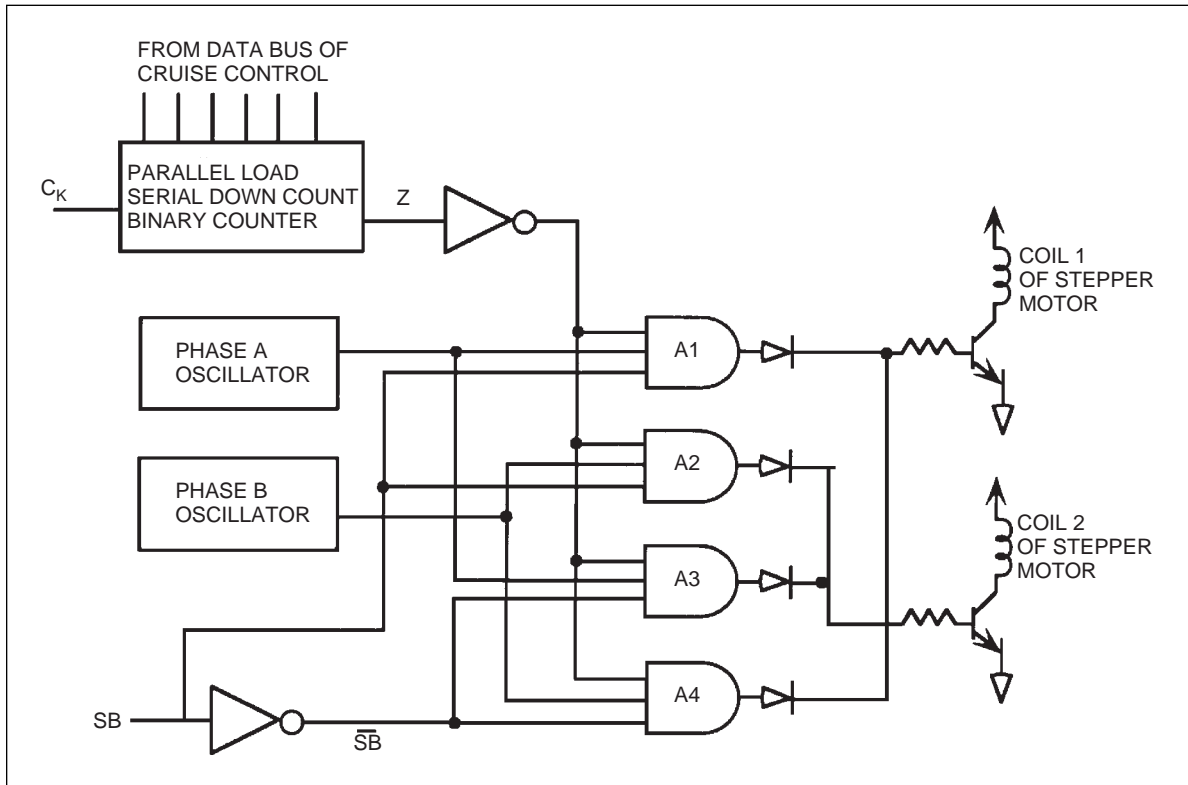 FROM DATA BUS OF
CRUISE CONTROL
C_K
PARALLEL LOAD
SERIAL DOWN COUNT
BINARY COUNTER
Z
COIL 1
OF STEPPER
MOTOR
PHASE A
OSCILLATOR
A1
A2
PHASE B
OSCILLATOR
COIL 2
OF STEPPER
MOTOR
A3
A4
SB
S̅B̅